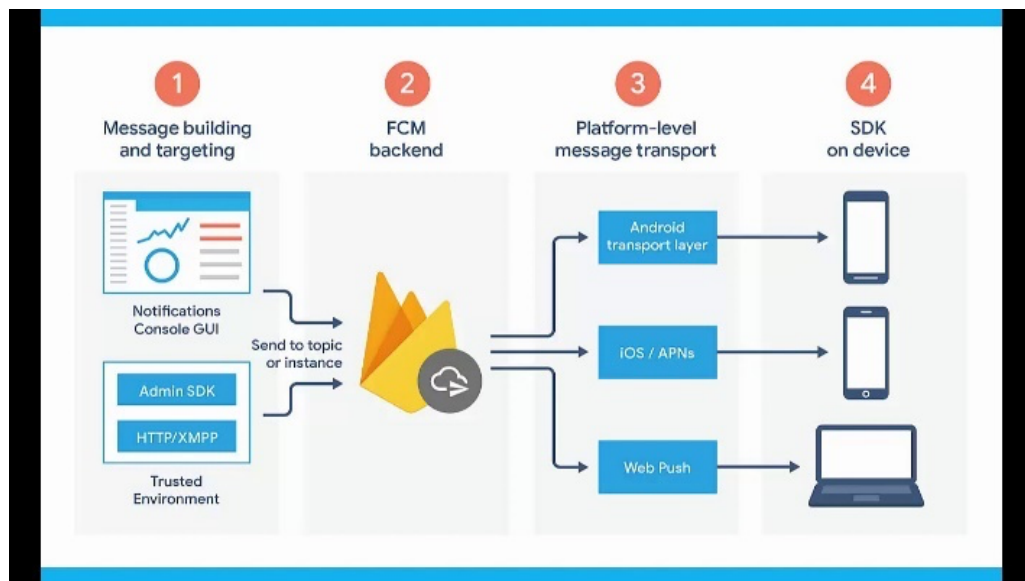 1
Message building
and targeting
2
FCM
backend
3
Platform-level
message transport
4
SDK
on device
Notifications
Console GUI
Send to topic
or instance
Admin SDK
HTTP/XMPP
Trusted
Environment
Android
transport layer
iOS / APNs
Web Push